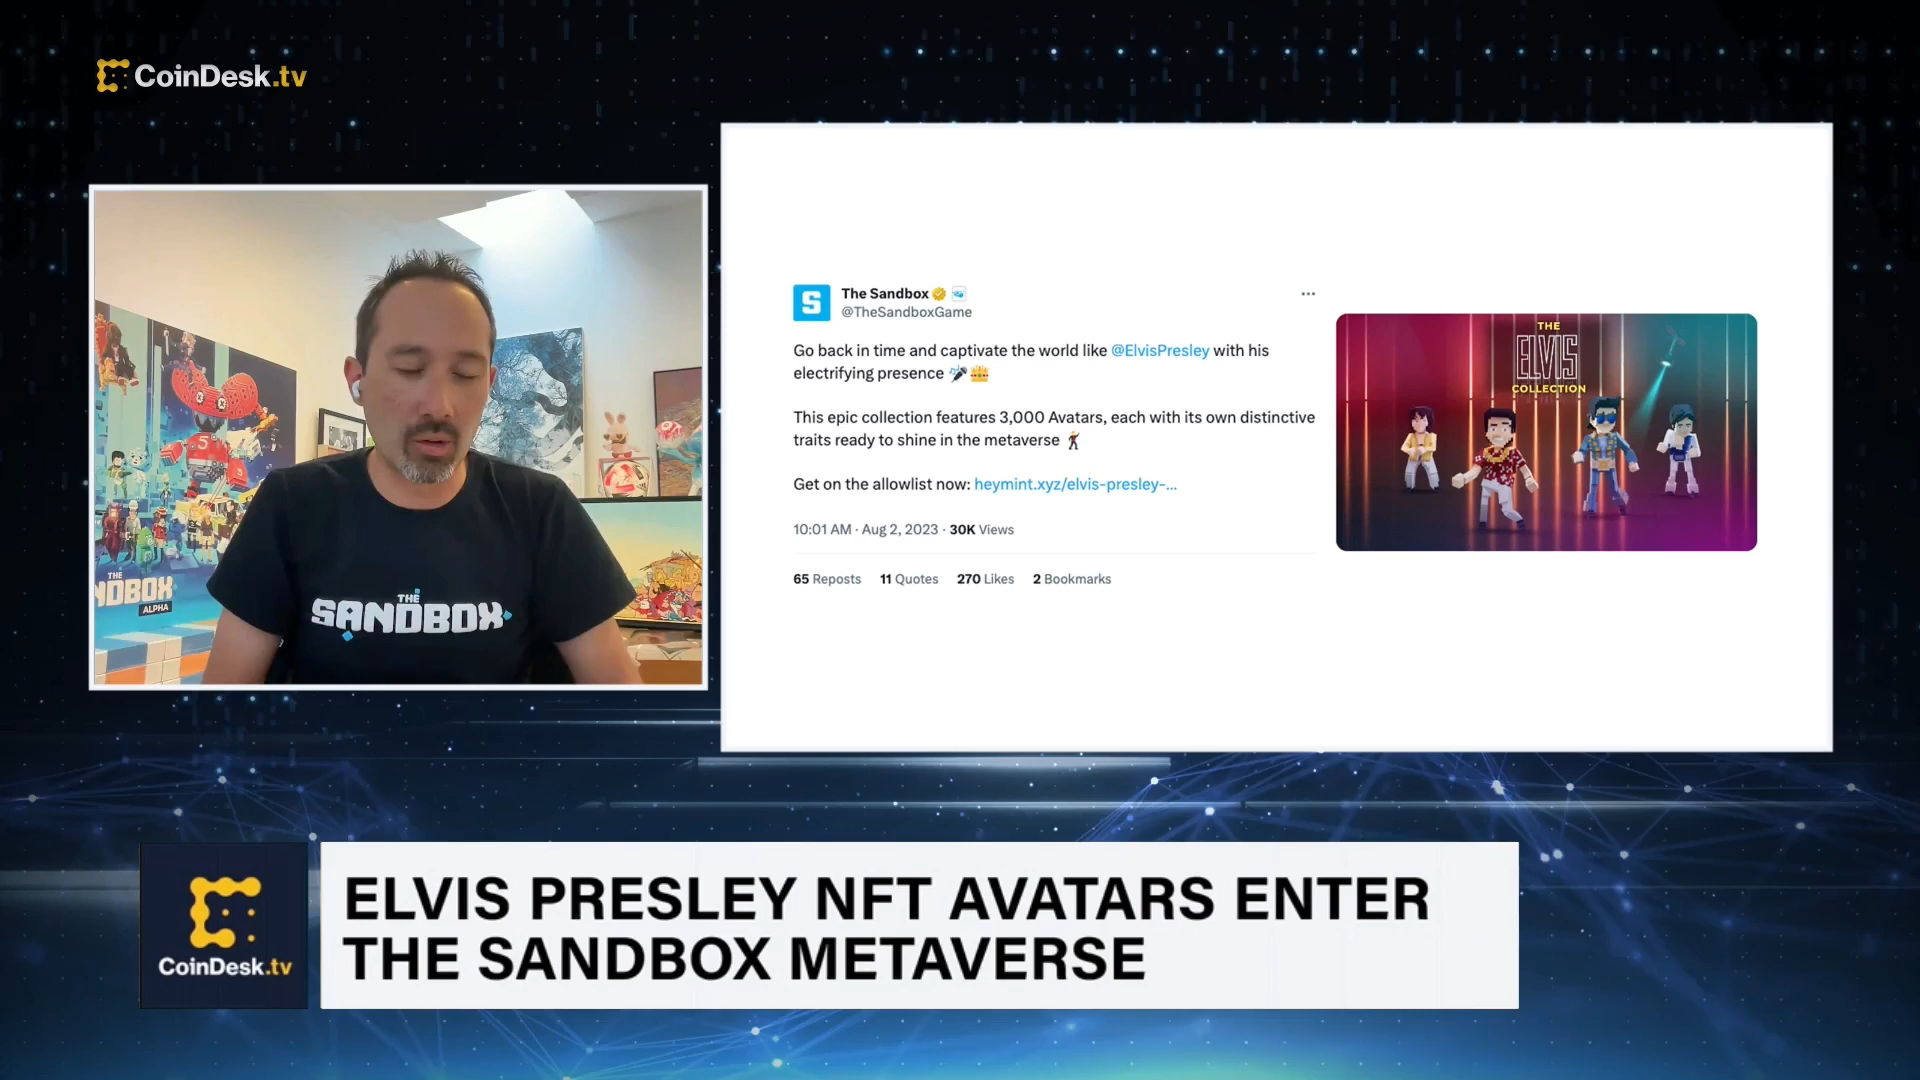 CoinDesk.tv
The Sandbox
@TheSandboxGame
Go back in time and captivate the world like @ElvisPresley with his
electrifying presence 🎤👑
This epic collection features 3,000 Avatars, each with its own distinctive
traits ready to shine in the metaverse 🕺
Get on the allowlist now: heymint.xyz/elvis-presley-...
10:01 AM · Aug 2, 2023 · 30K Views
65 Reposts 11 Quotes 270 Likes 2 Bookmarks
THE
ELVIS
COLLECTION
THE
NDBOX
ALPHA
THE
SANDBOX
CoinDesk.tv
ELVIS PRESLEY NFT AVATARS ENTER
THE SANDBOX METAVERSE